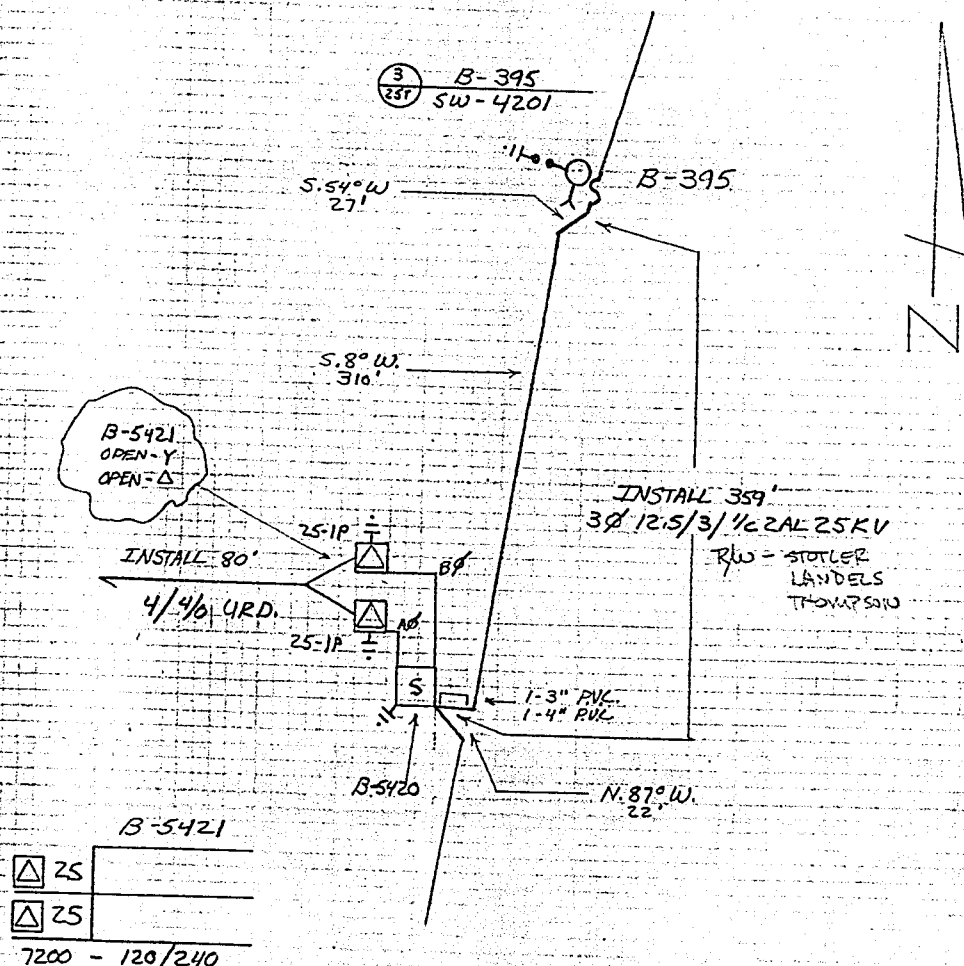 3 B-395
25T SW-4201
B-395
S.54° W
27'
S.8° W.
310'
B-5421
OPEN-Y
OPEN-Δ
INSTALL 359'
3Ø 12.5/3/1/c 2AL 25KV
R/W - STOTLER
LANDELS
THOMPSON
25-1P
INSTALL 80'
BØ
4/4/0 URD.
AØ
25-1P
S
1-3" PVC.
1-4" PVC
B-5420
N.87° W.
22'
B-5421
Δ 25
Δ 25
7200 - 120/240
N